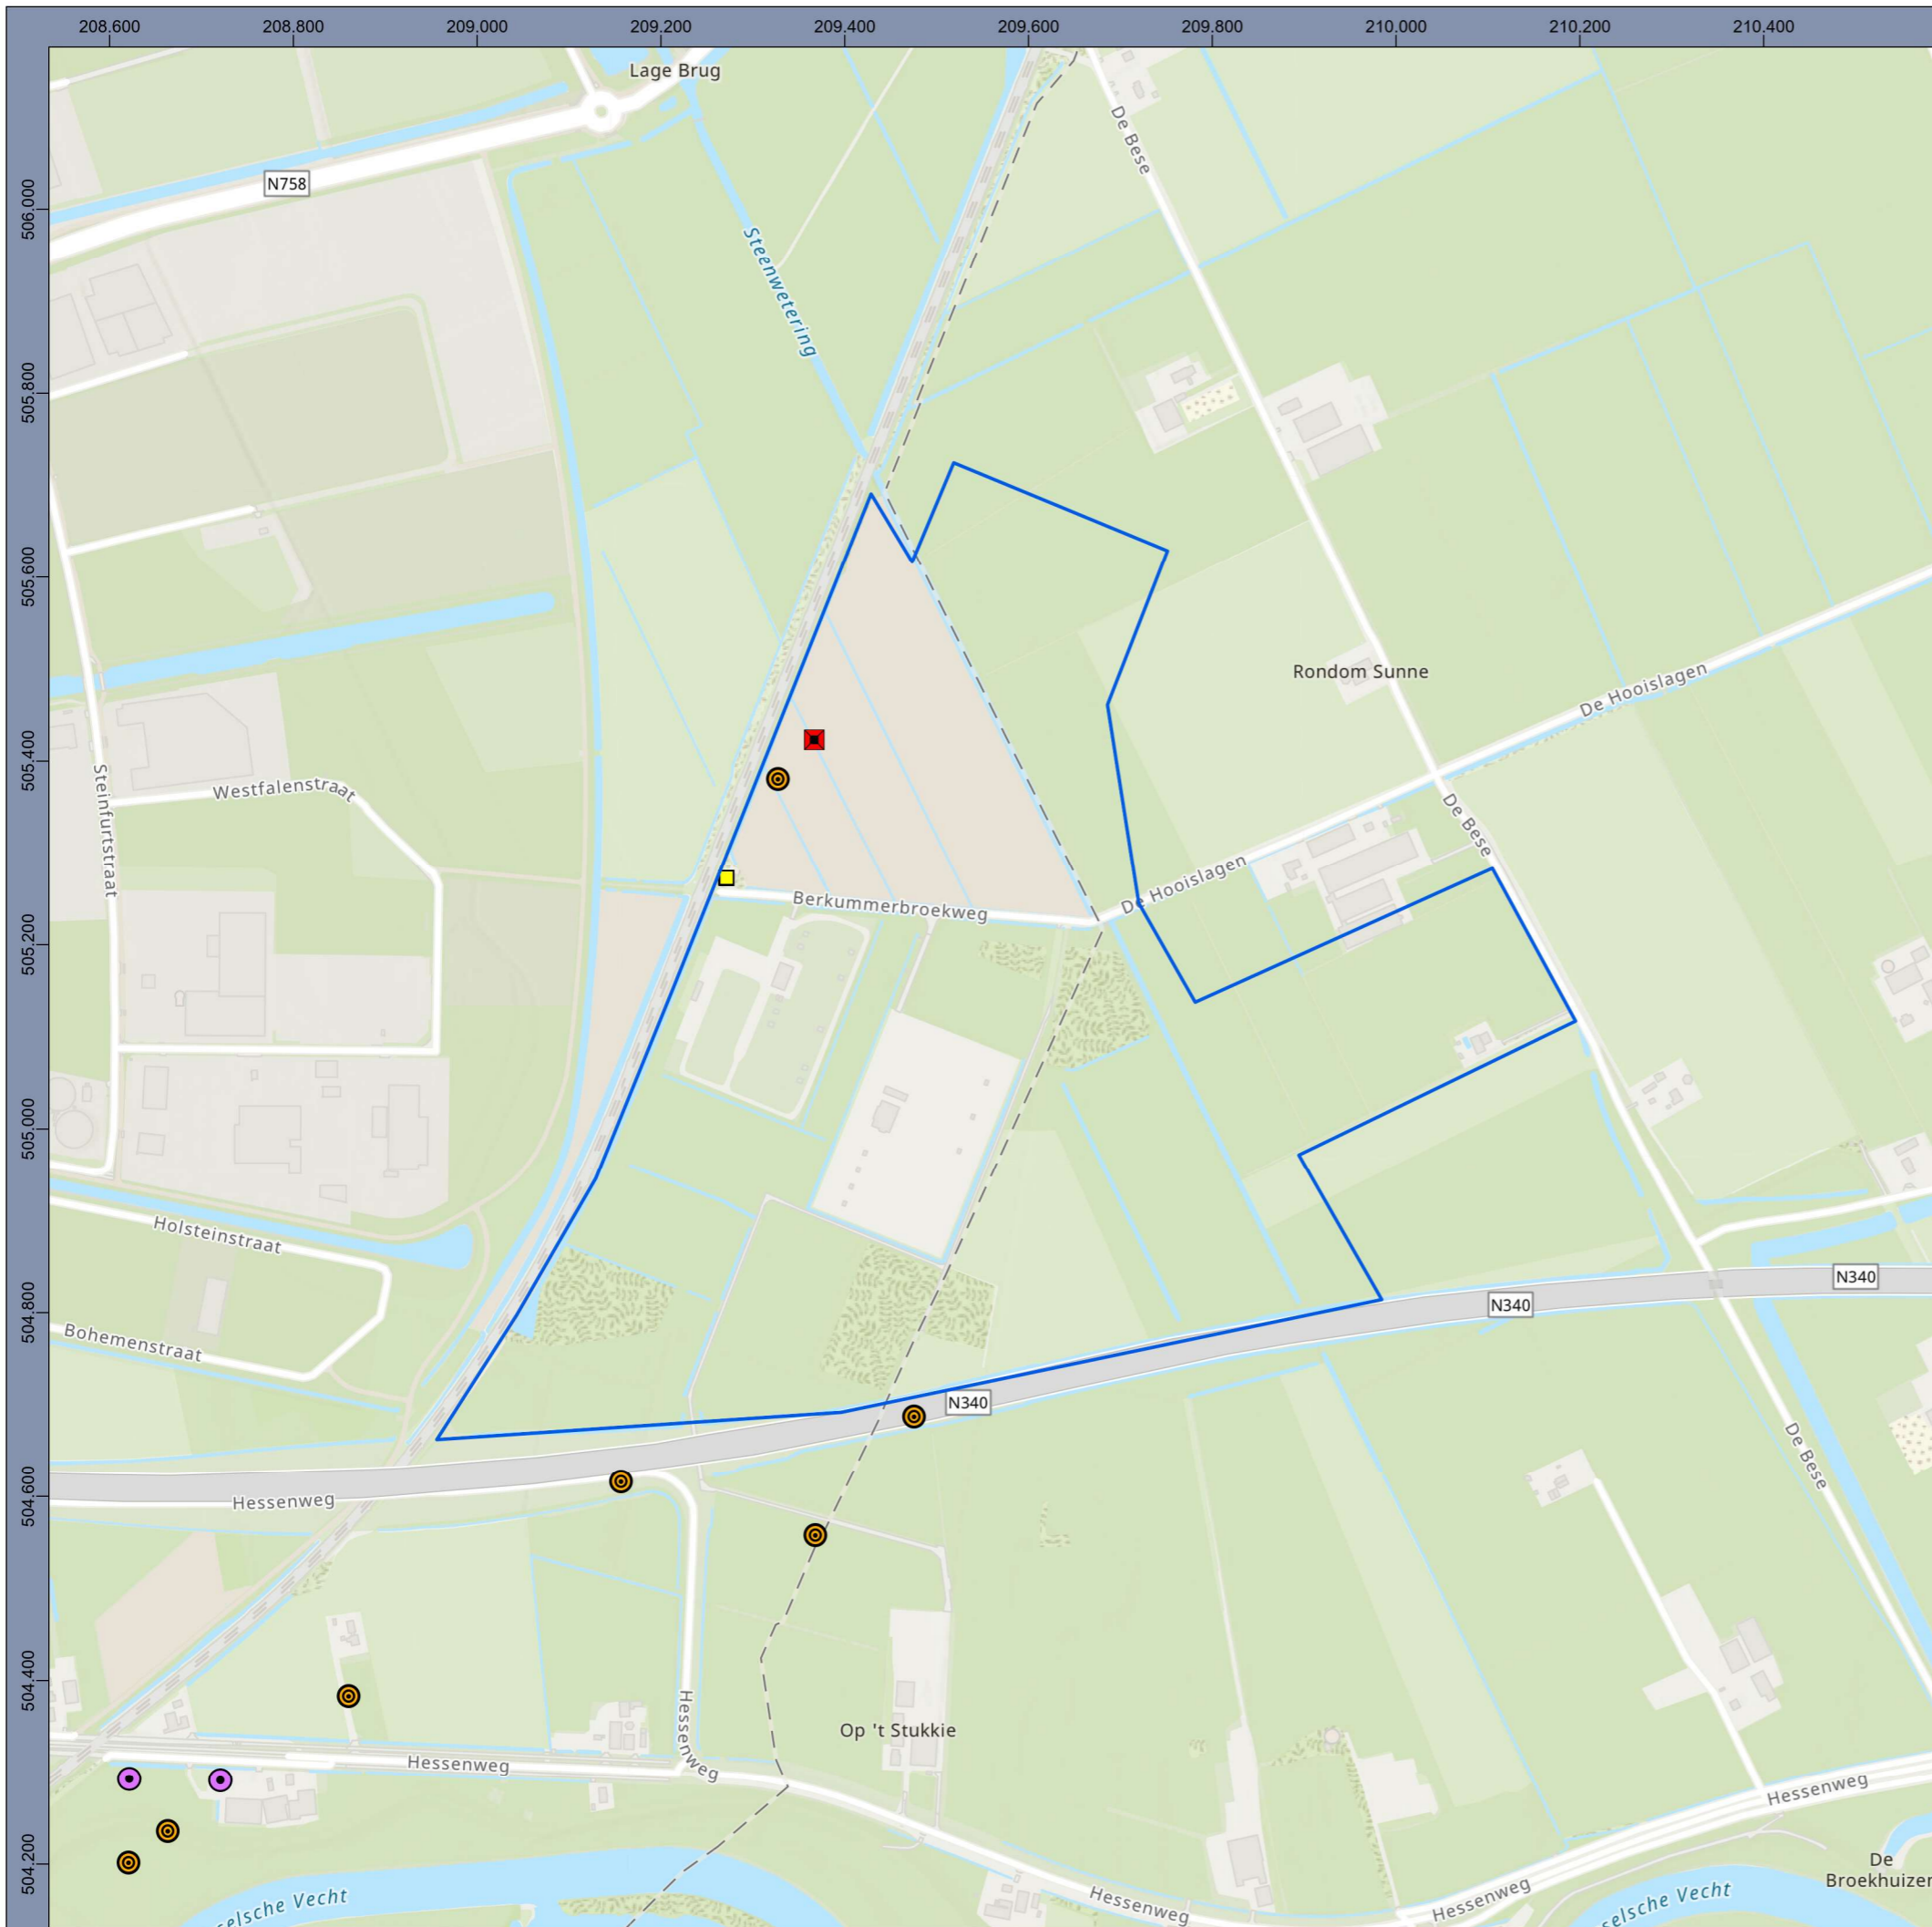 208.600 208.800 209.000 209.200 209.400 209.600 209.800 210.000 210.200 210.400
506.000
505.800
505.600
505.400
505.200
505.000
504.800
504.600
504.400
504.200
Lage Brug
De Bese
N758
Steenwetering
Rondom Sunne
De Hooislagen
Westfalenstraat
Steinfurtstraat
De Bese
De Hooislagen
Berkummerbroekweg
Holsteinstraat
N340
N340
Bohemenstraat
N340
De Bese
Hessenweg
Op 't Stukkie
Hessenweg
Hessenweg
Hessenweg
De
Broekhuizen
selsche Vecht
Hessenweg
Hessenweg
selsche Vecht